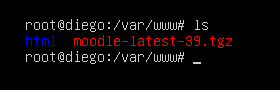 root@diego:/var/www# ls
html  moodle-latest-39.tgz
root@diego:/var/www# _